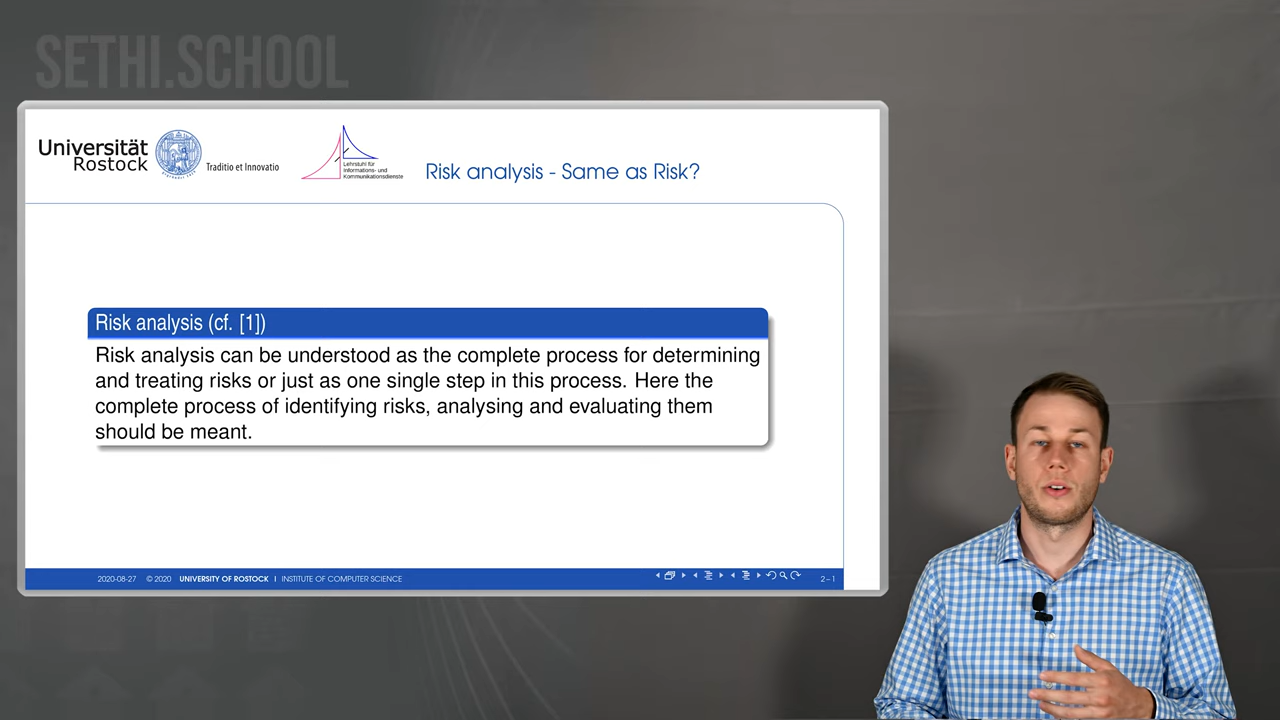 SETHI.SCHOOL
Universität
Rostock
Traditio et Innovatio
Lehrstuhl für
Informations- und
Kommunikationsdienste
Risk analysis - Same as Risk?
Risk analysis (cf. [1])
Risk analysis can be understood as the complete process for determining
and treating risks or just as one single step in this process. Here the
complete process of identifying risks, analysing and evaluating them
should be meant.
2020-08-27 © 2020 UNIVERSITY OF ROSTOCK | INSTITUTE OF COMPUTER SCIENCE
2–1